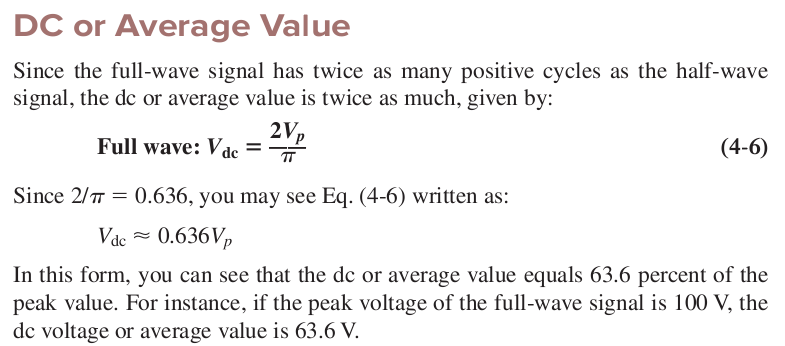 DC or Average Value
Since the full-wave signal has twice as many positive cycles as the half-wave
signal, the dc or average value is twice as much, given by:
Full wave: V_dc = 2V_p/π (4-6)
Since 2/π = 0.636, you may see Eq. (4-6) written as:
V_dc ≈ 0.636V_p
In this form, you can see that the dc or average value equals 63.6 percent of the
peak value. For instance, if the peak voltage of the full-wave signal is 100 V, the
dc voltage or average value is 63.6 V.